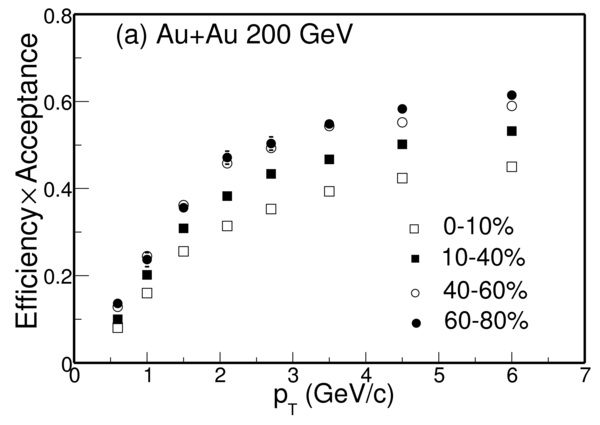 (a) Au+Au 200 GeV
Efficiency× Acceptance
0.8
0.6
0.4
0.2
0
0-10%
10-40%
40-60%
60-80%
0 1 2 3 4 5 6 7
p_T (GeV/c)